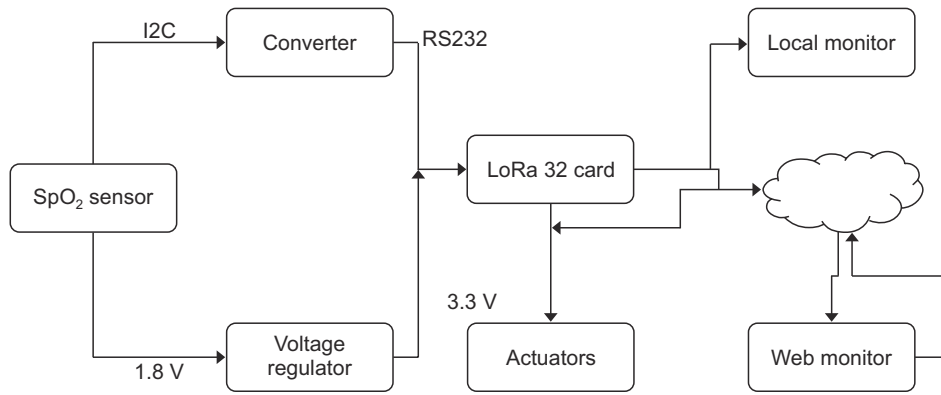 I2C
Converter
RS232
Local monitor
LoRa 32 card
SpO₂ sensor
3.3 V
1.8 V
Voltage
regulator
Actuators
Web monitor